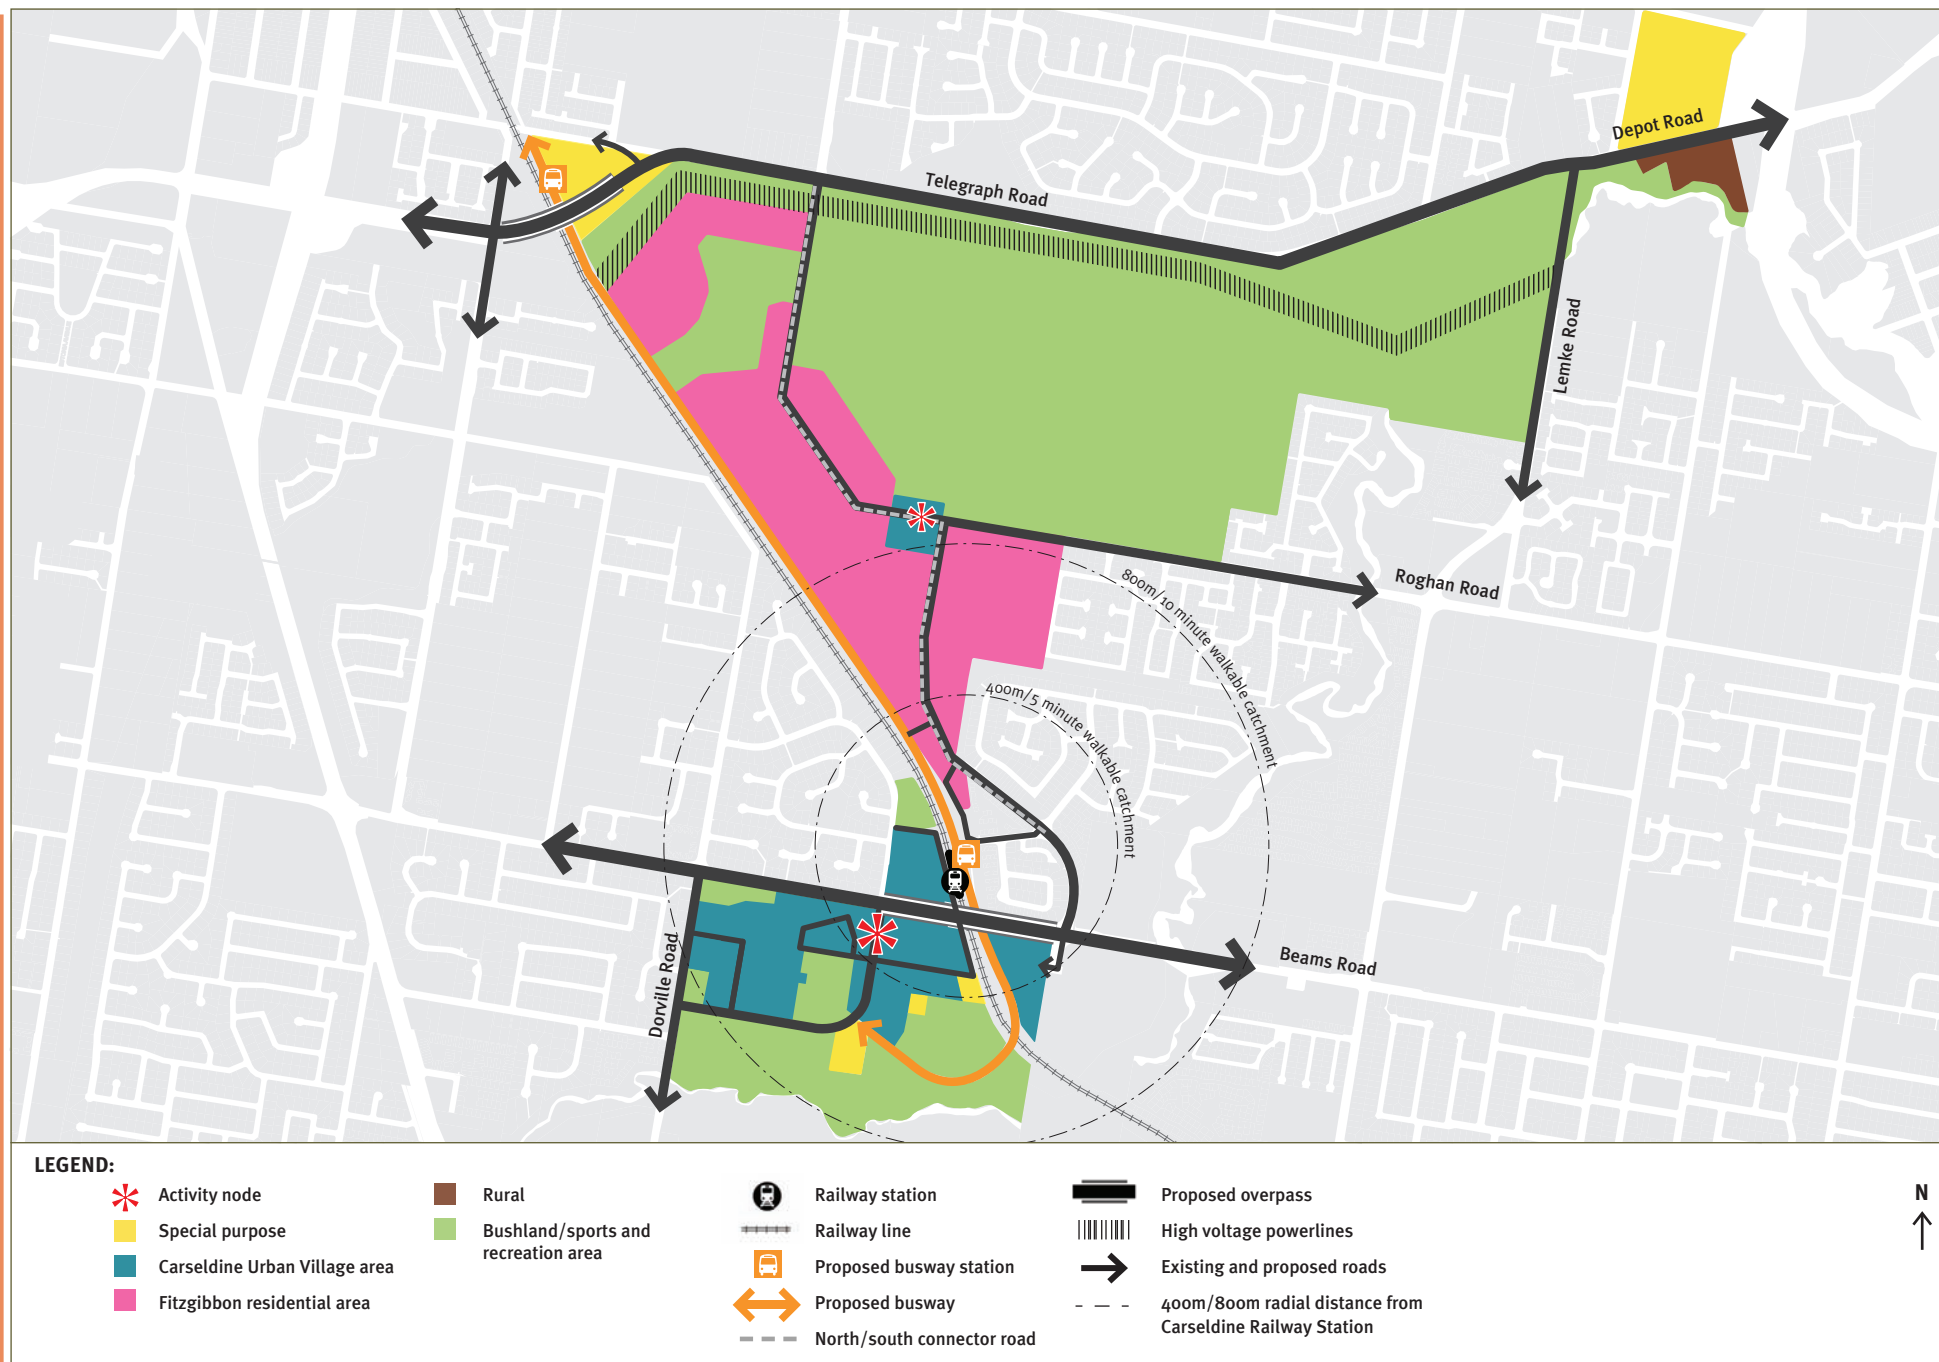 Depot Road
Telegraph Road
Lemke Road
Roghan Road
800m/10 minute walkable catchment
400m/5 minute walkable catchment
Beams Road
Dorville Road
LEGEND:
Activity node
Special purpose
Carseldine Urban Village area
Fitzgibbon residential area
Rural
Bushland/sports and
recreation area
Railway station
Railway line
Proposed busway station
Proposed busway
North/south connector road
Proposed overpass
High voltage powerlines
Existing and proposed roads
400m/800m radial distance from
Carseldine Railway Station
N